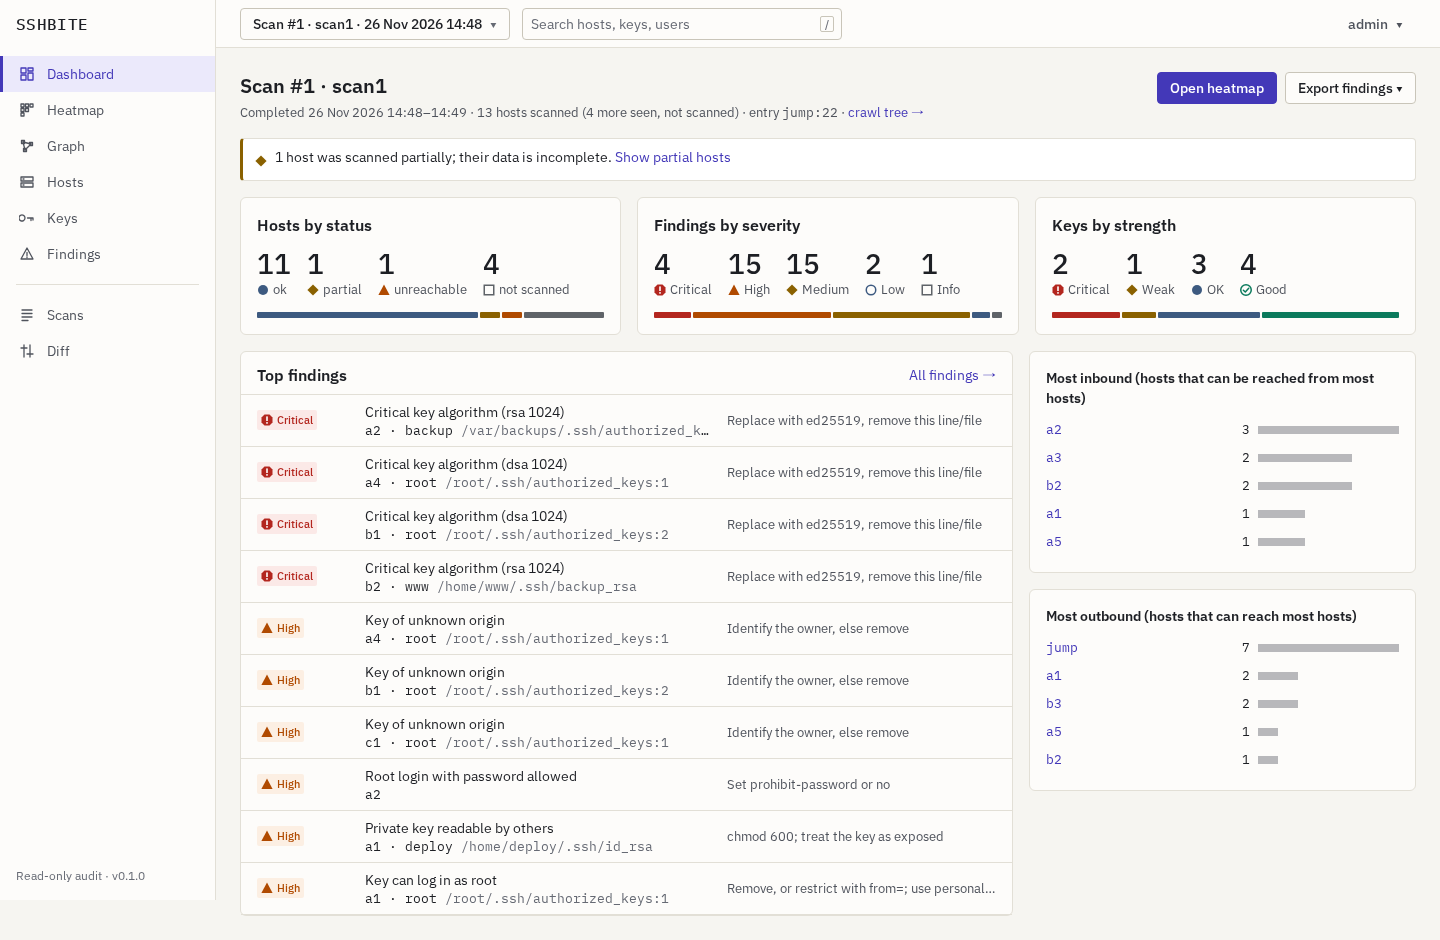 SSHBITE
Scan #1 · scan1 · 26 Nov 2026 14:48 ▾
Search hosts, keys, users /
admin ▾
Dashboard
Heatmap
Graph
Hosts
Keys
Findings
Scans
Diff
Read-only audit · v0.1.0
Scan #1 · scan1
Completed 26 Nov 2026 14:48–14:49 · 13 hosts scanned (4 more seen, not scanned) · entry jump:22 · crawl tree →
Open heatmap
Export findings ▾
1 host was scanned partially; their data is incomplete. Show partial hosts
Hosts by status
11 1 1 4
ok partial unreachable not scanned
Findings by severity
4 15 15 2 1
Critical High Medium Low Info
Keys by strength
2 1 3 4
Critical Weak OK Good
Top findings All findings →
Critical key algorithm (rsa 1024)
Critical Replace with ed25519, remove this line/file
a2 · backup /var/backups/.ssh/authorized_k…
Critical key algorithm (dsa 1024)
Critical Replace with ed25519, remove this line/file
a4 · root /root/.ssh/authorized_keys:1
Critical key algorithm (dsa 1024)
Critical Replace with ed25519, remove this line/file
b1 · root /root/.ssh/authorized_keys:2
Critical key algorithm (rsa 1024)
Critical Replace with ed25519, remove this line/file
b2 · www /home/www/.ssh/backup_rsa
Key of unknown origin
High Identify the owner, else remove
a4 · root /root/.ssh/authorized_keys:1
Key of unknown origin
High Identify the owner, else remove
b1 · root /root/.ssh/authorized_keys:2
Key of unknown origin
High Identify the owner, else remove
c1 · root /root/.ssh/authorized_keys:1
Root login with password allowed
High Set prohibit-password or no
a2
Private key readable by others
High chmod 600; treat the key as exposed
a1 · deploy /home/deploy/.ssh/id_rsa
Key can log in as root
High Remove, or restrict with from=; use personal…
a1 · root /root/.ssh/authorized_keys:1
Most inbound (hosts that can be reached from most
hosts)
a2 3
a3 2
b2 2
a1 1
a5 1
Most outbound (hosts that can reach most hosts)
jump 7
a1 2
b3 2
a5 1
b2 1